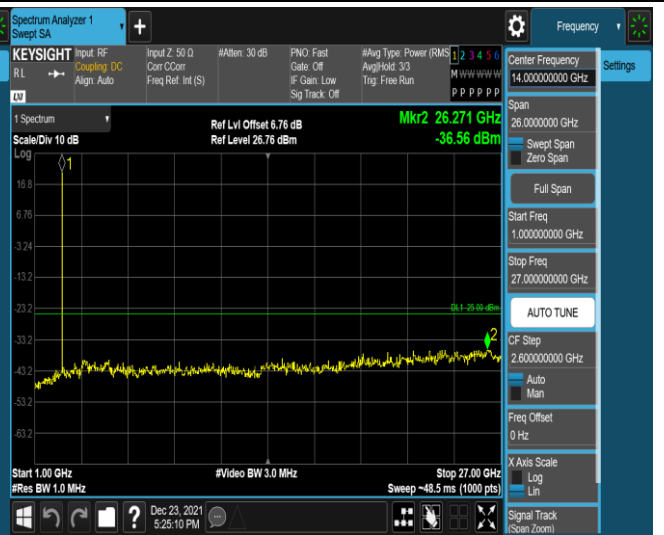 Spectrum Analyzer 1
Swept SA
+
Frequency
KEYSIGHT
RL
LXI
Input: RF
Coupling: DC
Align: Auto
Input Z: 50 Ω
Corr CCorr
Freq Ref: Int (S)
#Atten: 30 dB
PNO: Fast
Gate: Off
IF Gain: Low
Sig Track: Off
#Avg Type: Power (RMS
Avg|Hold: 3/3
Trig: Free Run
1 2 3 4 5 6
M W W W W W
P P P P P P
Center Frequency
14.000000000 GHz
Settings
Span
26.0000000 GHz
Swept Span
Zero Span
Full Span
Start Freq
1.000000000 GHz
Stop Freq
27.000000000 GHz
AUTO TUNE
CF Step
2.600000000 GHz
Auto
Man
Freq Offset
0 Hz
X Axis Scale
Log
Lin
Signal Track
(Span Zoom)
1 Spectrum
Scale/Div 10 dB
Ref Lvl Offset 6.76 dB
Ref Level 26.76 dBm
Mkr2 26.271 GHz
-36.56 dBm
Log
1
16.8
6.76
-3.24
-13.2
-23.2
DL1 -25.00 dBm
-33.2
2
-43.2
-53.2
-63.2
Start 1.00 GHz
#Video BW 3.0 MHz
Stop 27.00 GHz
#Res BW 1.0 MHz
Sweep ~48.5 ms (1000 pts)
?
Dec 23, 2021
5:25:10 PM